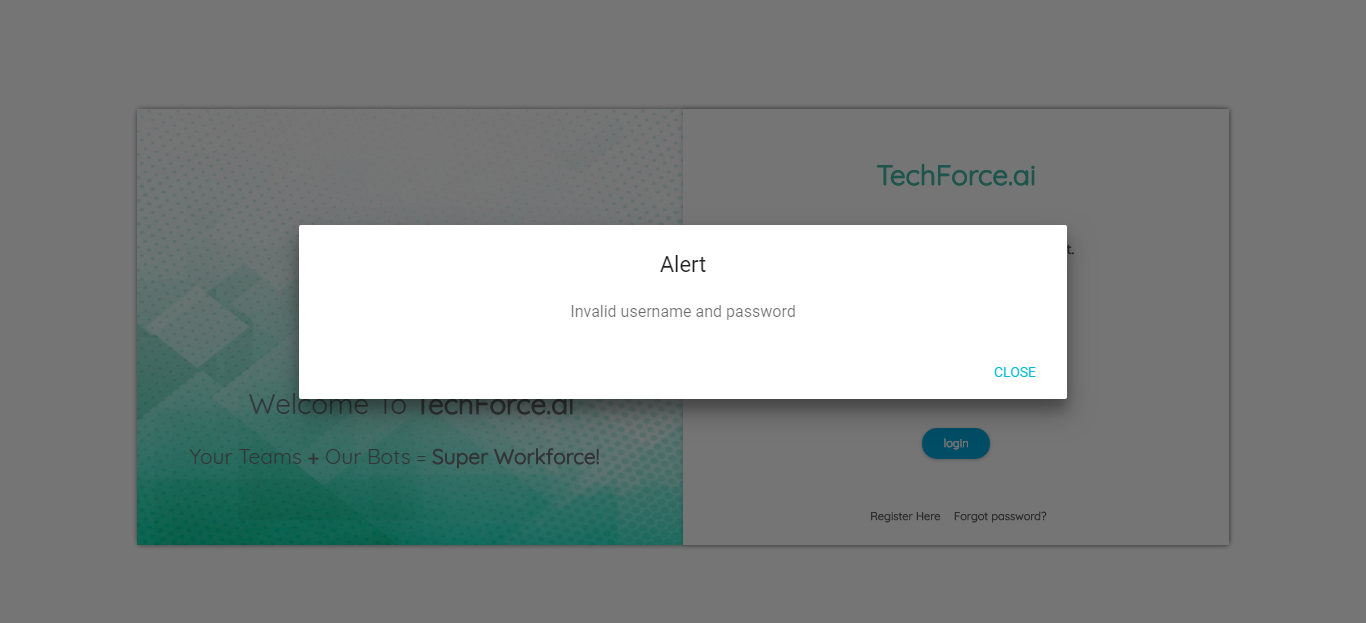 TechForce.ai
t.
Alert
Invalid username and password
CLOSE
Welcome To TechForce.ai
Your Teams + Our Bots = Super Workforce!
login
Register Here Forgot password?